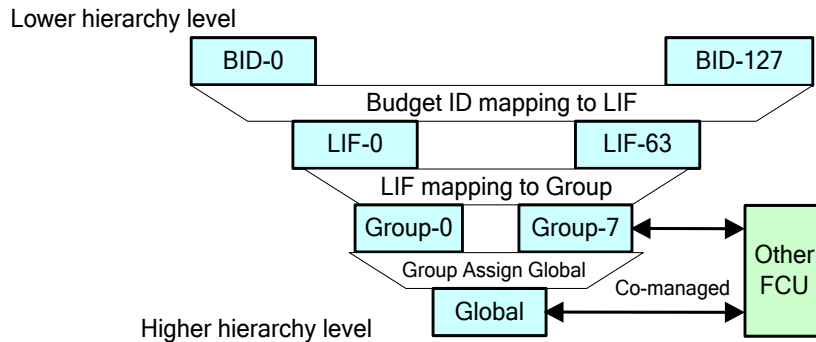 Lower hierarchy level
BID-0
BID-127
Budget ID mapping to LIF
LIF-0
LIF-63
LIF mapping to Group
Group-0
Group-7
Other
FCU
Group Assign Global
Co-managed
Global
Higher hierarchy level